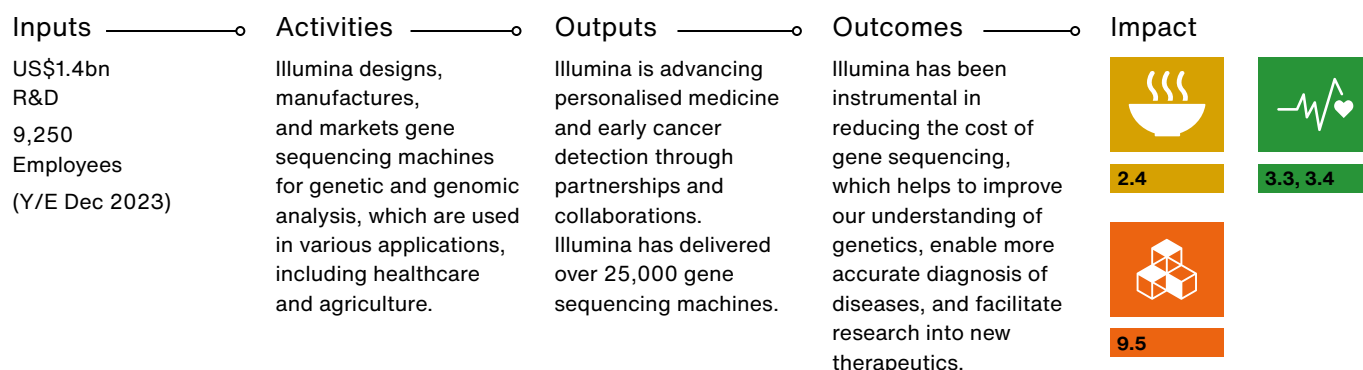 Inputs
US$1.4bn
R&D
9,250
Employees
(Y/E Dec 2023)
Activities
Illumina designs,
manufactures,
and markets gene
sequencing machines
for genetic and genomic
analysis, which are used
in various applications,
including healthcare
and agriculture.
Outputs
Illumina is advancing
personalised medicine
and early cancer
detection through
partnerships and
collaborations.
Illumina has delivered
over 25,000 gene
sequencing machines.
Outcomes
Illumina has been
instrumental in
reducing the cost of
gene sequencing,
which helps to improve
our understanding of
genetics, enable more
accurate diagnosis of
diseases, and facilitate
research into new
therapeutics.
Impact
2.4
3.3, 3.4
9.5